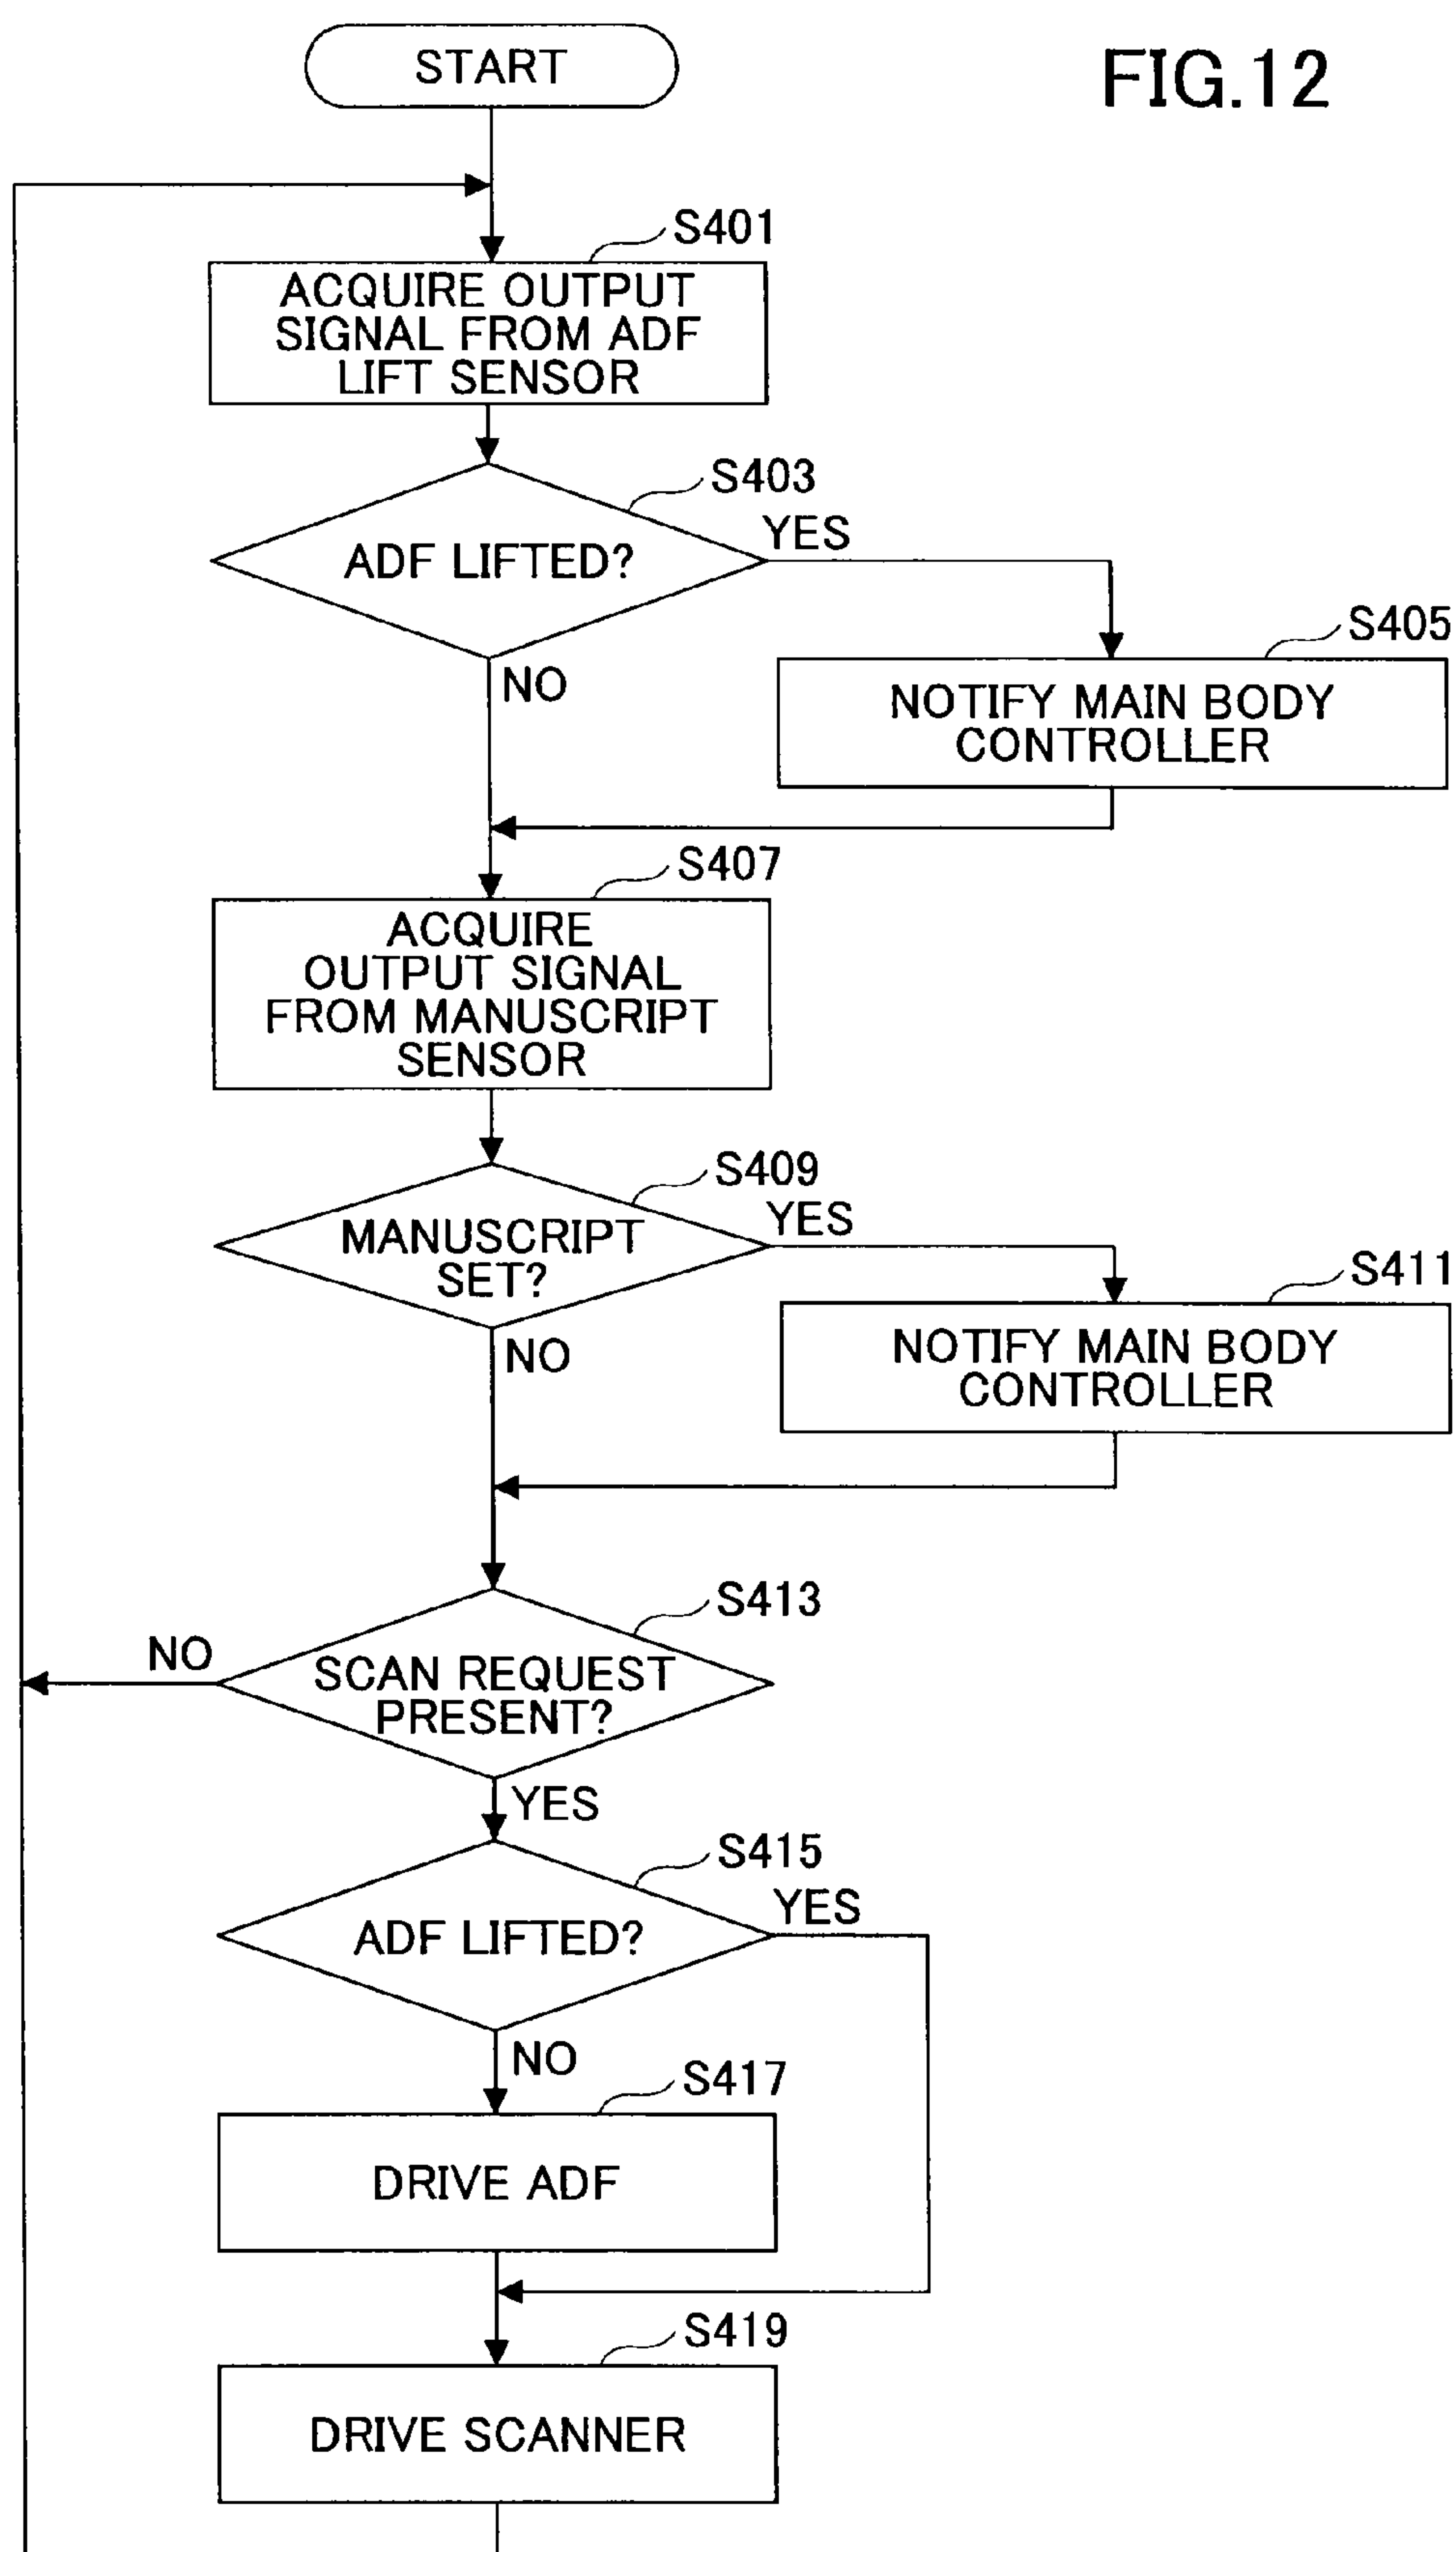 FIG.12
START
S401
ACQUIRE OUTPUT
SIGNAL FROM ADF
LIFT SENSOR
S403
ADF LIFTED?
YES
NO
S405
NOTIFY MAIN BODY
CONTROLLER
S407
ACQUIRE
OUTPUT SIGNAL
FROM MANUSCRIPT
SENSOR
S409
MANUSCRIPT
SET?
YES
NO
S411
NOTIFY MAIN BODY
CONTROLLER
S413
SCAN REQUEST
PRESENT?
NO
YES
S415
ADF LIFTED?
YES
NO
S417
DRIVE ADF
S419
DRIVE SCANNER